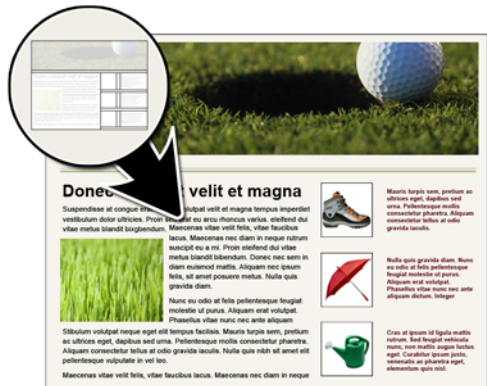 Donec velit et magna
Suspendisse at congue era olutpat velit et magna tempus imperdiet
vestibulum dolor ultricies. Proin s erat eu arcu rhoncus varius. eleifend dui
vitae metus blandit bixgbendum. Maecenas vitae velit felis, vitae faucibus
lacus. Maecenas nec diam in neque rutrum
suscipit eu a mi. Proin eleifend dui vitae
metus blandit bibendum. Donec nec sem in
diam euismod mattis. Aliquam nec ipsum
felis, sit amet posuere metus. Nulla quis
gravida diam.
Nunc eu odio at felis pellentesque feugiat
molestie ut purus. Aliquam erat volutpat.
Phasellus vitae nunc nec ante aliquam
Stibulum volutpat neque eget elit tempus facilisis. Mauris turpis sem, pretium
ac ultrices eget, dapibus sed urna. Pellentesque mollis consectetur pharetra.
Aliquam consectetur tellus at odio gravida iaculis. Nulla quis nibh sit amet elit
pellentesque vulputate in vel leo.
Maecenas vitae velit felis, vitae faucibus lacus. Maecenas nec diam in neque
Mauris turpis sem, pretium ac
ultrices eget, dapibus sed
urna. Pellentesque mollis
consectetur pharetra. Aliquam
consectetur tellus at odio
gravida iaculis.
Nulla quis gravida diam. Nunc
eu odio at felis pellentesque
feugiat molestie ut purus.
Aliquam erat volutpat.
Phasellus vitae nunc nec ante
aliquam dictum. Integer
Cras at ipsum id ligula mattis
rutrum. Sed feugiat vehicula
nunc, non mattis augue luctus
eget. Curabitur ipsum justo,
venenatis ac pharetra eget,
elementum quis nisl.